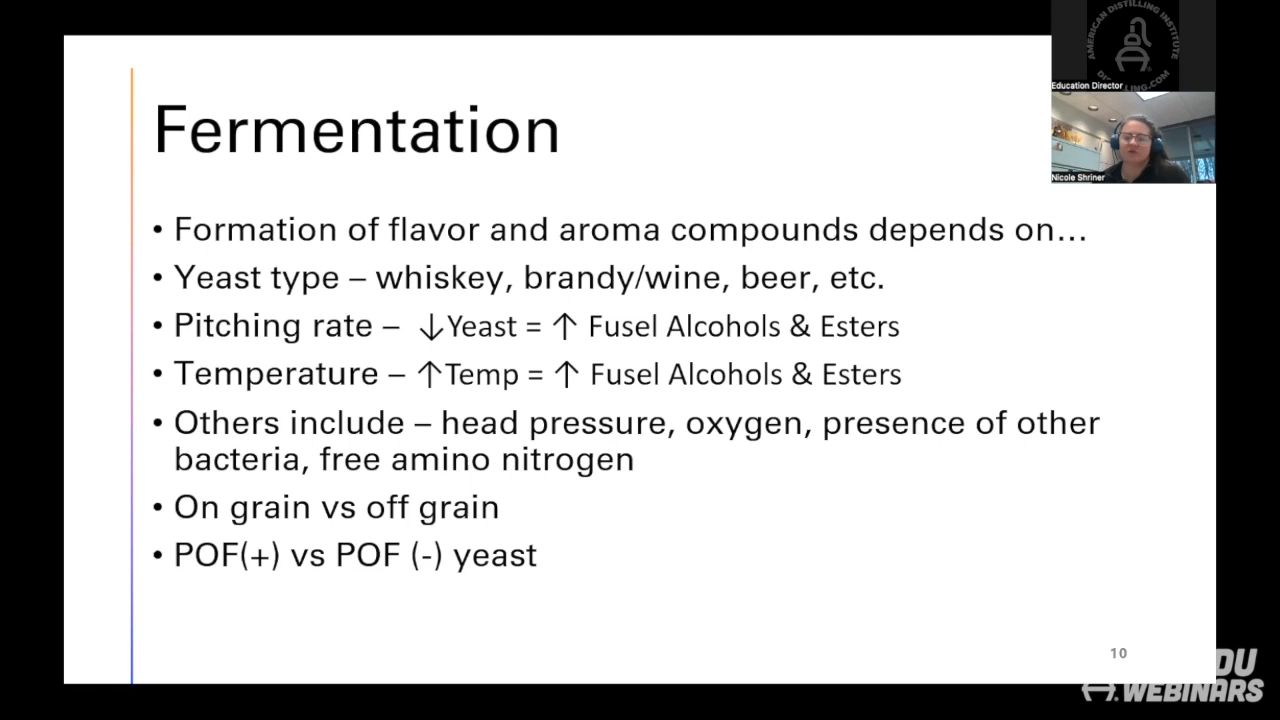 AMERICAN DISTILLING INSTITUTE
DISTILLING.COM
Education Director
Nicole Shriner
Fermentation
• Formation of flavor and aroma compounds depends on…
• Yeast type – whiskey, brandy/wine, beer, etc.
• Pitching rate – ↓Yeast = ↑ Fusel Alcohols & Esters
• Temperature – ↑Temp = ↑ Fusel Alcohols & Esters
• Others include – head pressure, oxygen, presence of other
bacteria, free amino nitrogen
• On grain vs off grain
• POF(+) vs POF (-) yeast
10
DU
WEBINARS